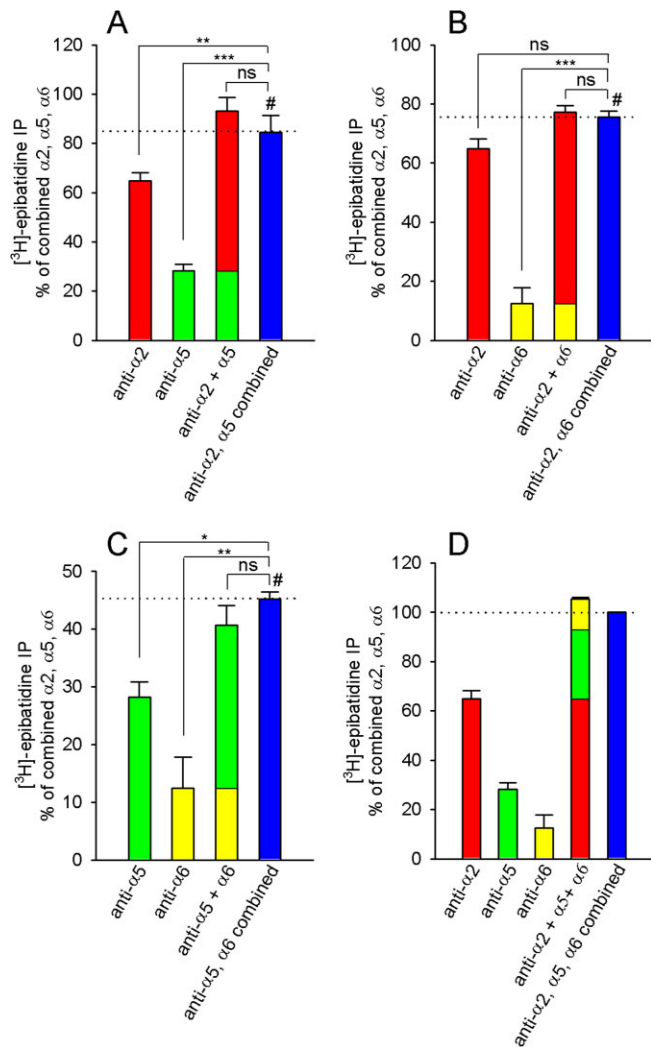 A
120
100
80
60
40
20
0
[³H]-epibatidine IP
% of combined α2, α5, α6
**
***
ns
#
anti-α2
anti-α5
anti-α2 + α5
anti-α2, α5 combined
B
100
80
60
40
20
0
[³H]-epibatidine IP
% of combined α2, α5, α6
ns
***
ns
#
anti-α2
anti-α6
anti-α2 + α6
anti-α2, α6 combined
C
50
40
30
20
10
0
[³H]-epibatidine IP
% of combined α2, α5, α6
*
**
ns
#
anti-α5
anti-α6
anti-α5 + α6
anti-α5, α6 combined
D
120
100
80
60
40
20
0
[³H]-epibatidine IP
% of combined α2, α5, α6
anti-α2
anti-α5
anti-α6
anti-α2 + α5+ α6
anti-α2, α5, α6 combined